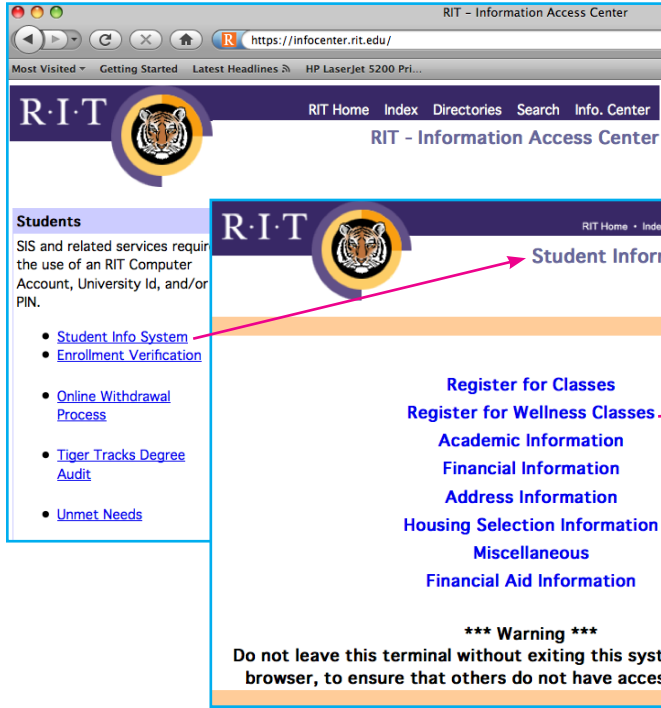 RIT – Information Access Center
R https://infocenter.rit.edu/
Most Visited Getting Started Latest Headlines HP LaserJet 5200 Pri...
R·I·T
RIT Home Index Directories Search Info. Center
RIT - Information Access Center
Students
SIS and related services requir
the use of an RIT Computer
Account, University Id, and/or
PIN.
• Student Info System
• Enrollment Verification
• Online Withdrawal
Process
• Tiger Tracks Degree
Audit
• Unmet Needs
R·I·T
RIT Home • Inde
Student Infor
Register for Classes
Register for Wellness Classes
Academic Information
Financial Information
Address Information
Housing Selection Information
Miscellaneous
Financial Aid Information
*** Warning ***
Do not leave this terminal without exiting this syst
browser, to ensure that others do not have acces